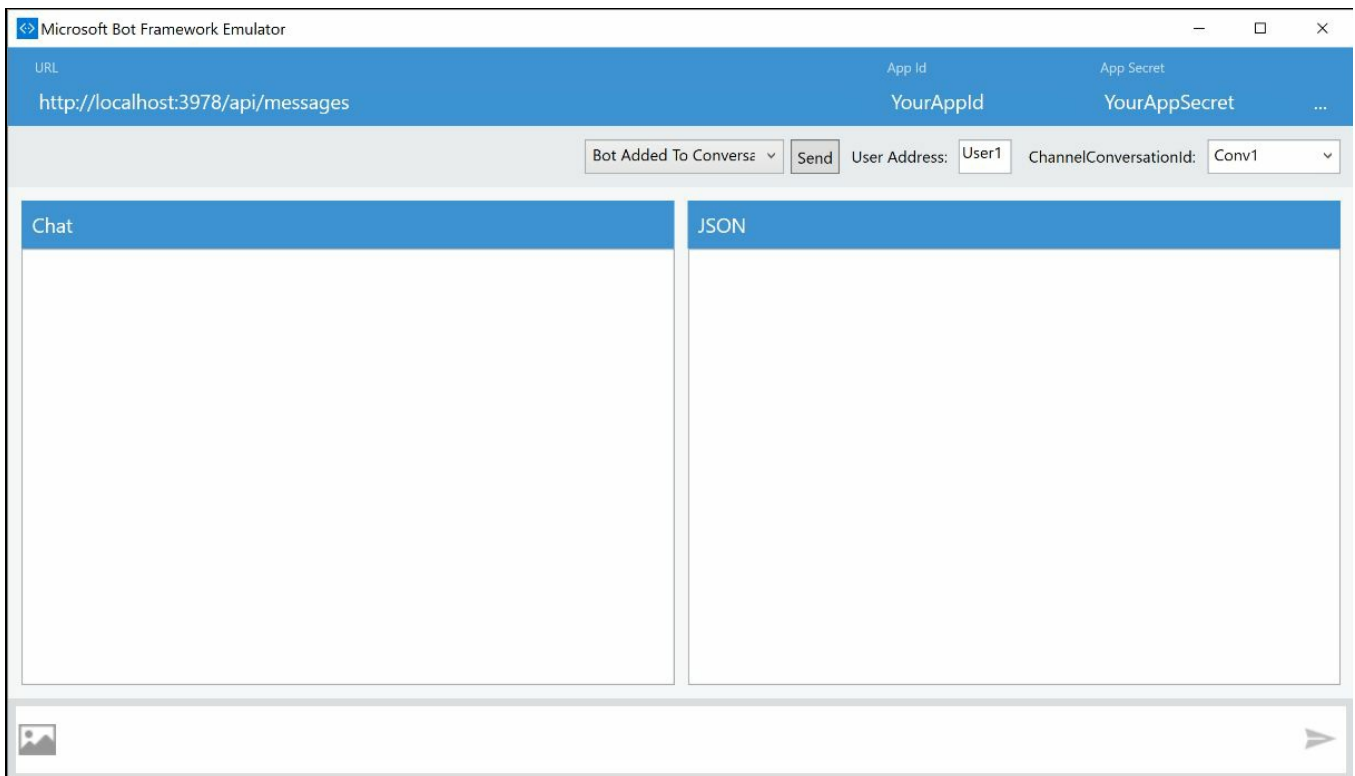 Microsoft Bot Framework Emulator
URL App Id App Secret
http://localhost:3978/api/messages YourAppId YourAppSecret ...
Bot Added To Conversa Send User Address: User1 ChannelConversationId: Conv1
Chat JSON